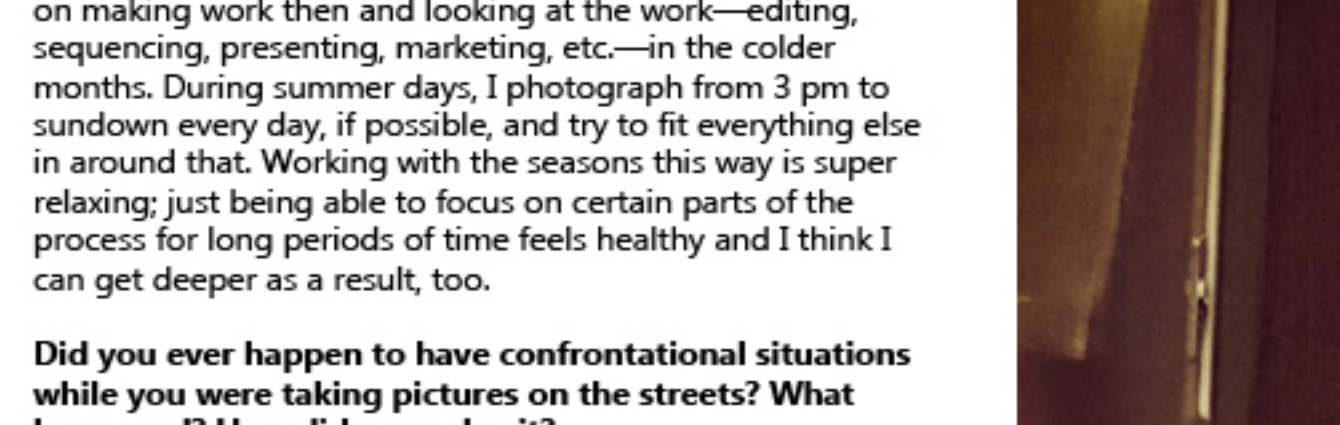 on making work then and looking at the work—editing,
sequencing, presenting, marketing, etc.—in the colder
months. During summer days, I photograph from 3 pm to
sundown every day, if possible, and try to fit everything else
in around that. Working with the seasons this way is super
relaxing; just being able to focus on certain parts of the
process for long periods of time feels healthy and I think I
can get deeper as a result, too.
Did you ever happen to have confrontational situations
while you were taking pictures on the streets? What